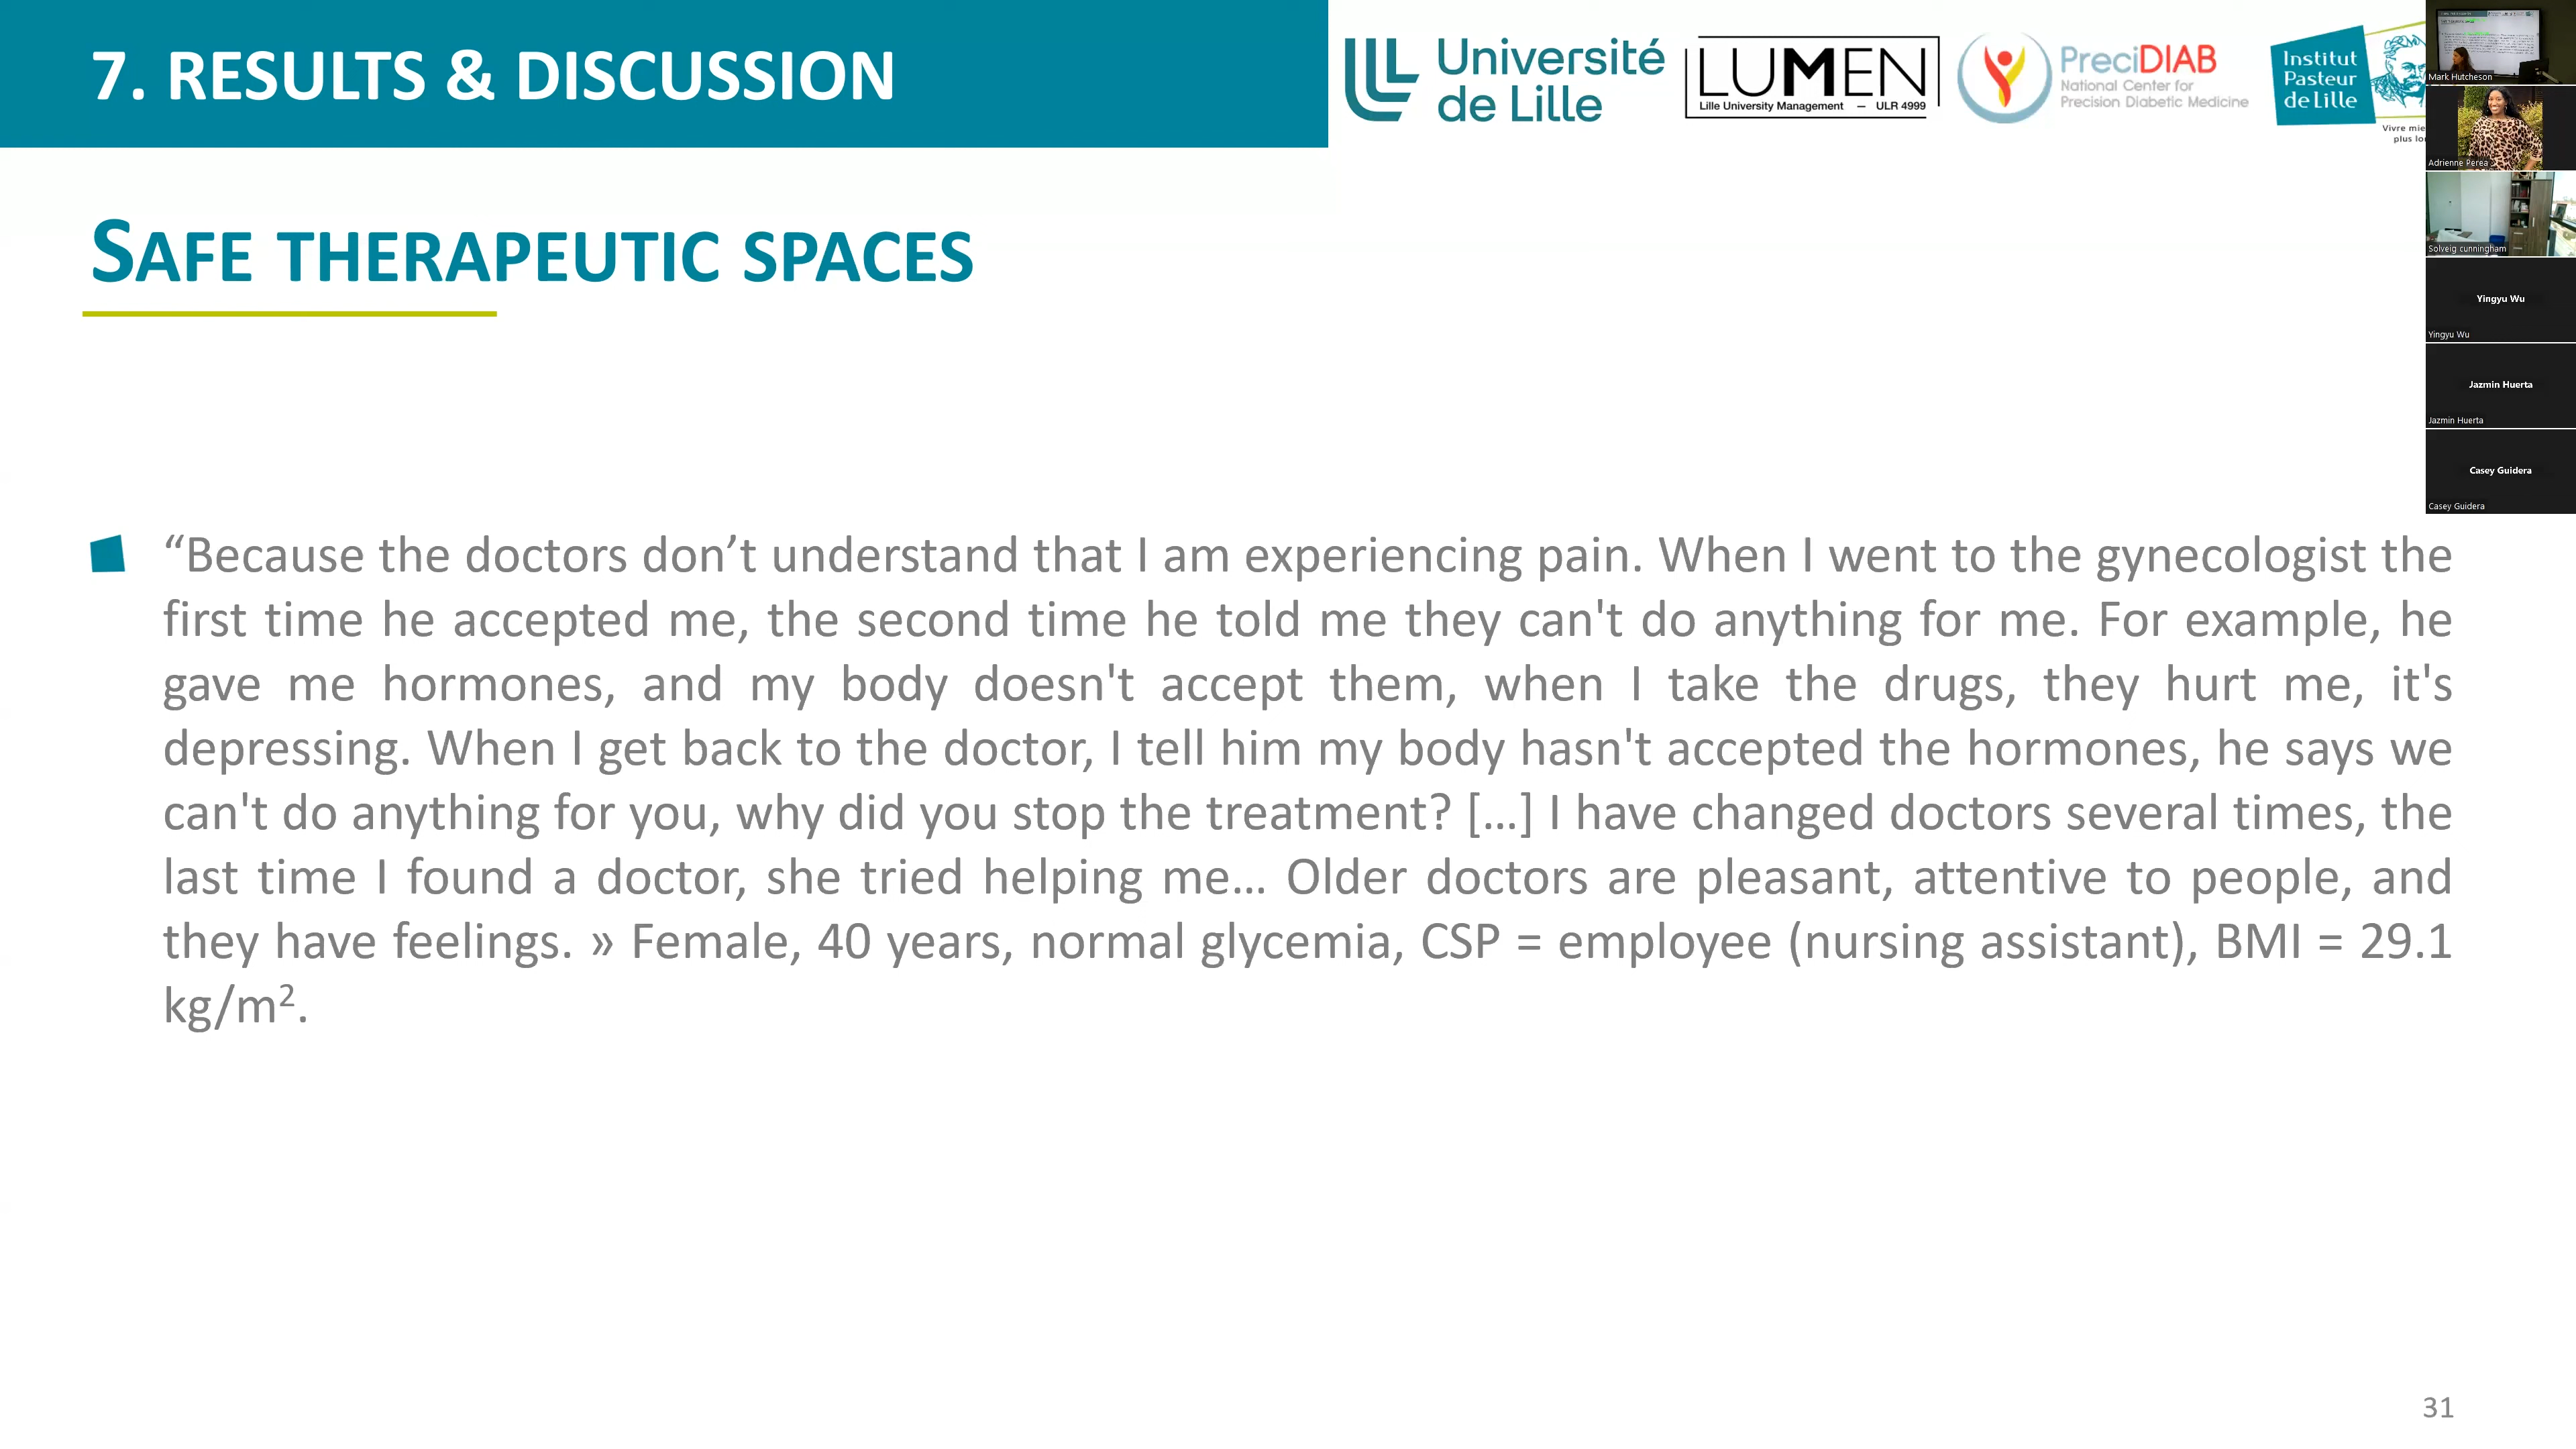 7. RESULTS & DISCUSSION
Université
de Lille
LUMEN
Lille University Management — ULR 4999
PreciDIAB
National Center for
Precision Diabetic Medicine
Institut
Pasteur
de Lille
Vivre
plus
Mark Hutcheson
Adrienne Perea
Solveig cunningham
Yingyu Wu
Yingyu Wu
Jazmin Huerta
Jazmin Huerta
Casey Guidera
Casey Guidera
SAFE THERAPEUTIC SPACES
“Because the doctors don’t understand that I am experiencing pain. When I went to the gynecologist the
first time he accepted me, the second time he told me they can't do anything for me. For example, he
gave me hormones, and my body doesn't accept them, when I take the drugs, they hurt me, it's
depressing. When I get back to the doctor, I tell him my body hasn't accepted the hormones, he says we
can't do anything for you, why did you stop the treatment? […] I have changed doctors several times, the
last time I found a doctor, she tried helping me… Older doctors are pleasant, attentive to people, and
they have feelings. » Female, 40 years, normal glycemia, CSP = employee (nursing assistant), BMI = 29.1
kg/m².
31